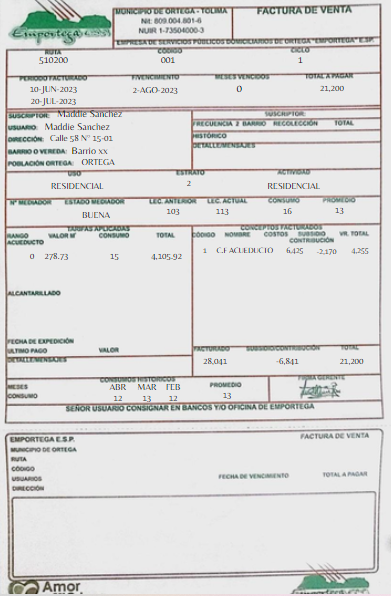 Emportega E.S.P.
MUNICIPIO DE ORTEGA - TOLIMA
Nit: 809.004.801-6
NUIR 1-73504000-3
FACTURA DE VENTA
EMPRESA DE SERVICIOS PÚBLICOS DOMICILIARIOS DE ORTEGA "EMPORTEGA" E.S.P.
RUTA CÓDIGO CICLO
510200 001 1
PERIODO FACTURADO F/VENCIMIENTO MESES VENCIDOS TOTAL A PAGAR
10-JUN-2023 2-AGO-2023 0 21,200
20-JUL-2023
SUSCRIPTOR: Maddie Sanchez
USUARIO: Maddie Sanchez
DIRECCIÓN: Calle 58 N° 15-01
BARRIO O VEREDA: Barrio xx
POBLACIÓN ORTEGA: ORTEGA
SUSCRIPTOR:
FRECUENCIA 2 BARRIO RECOLECCIÓN TOTAL
HISTÓRICO
DETALLE/MENSAJES
USO ESTRATO ACTIVIDAD
RESIDENCIAL 2 RESIDENCIAL
N° MEDIADOR ESTADO MEDIADOR LEC. ANTERIOR LEC. ACTUAL CONSUMO PROMEDIO
BUENA 103 113 16 13
TARIFAS APLICADAS
RANGO VALOR M³ CONSUMO TOTAL
ACUEDUCTO
0 278.73 15 4,105.92
ALCANTARILLADO
CONCEPTOS FACTURADOS
CÓDIGO NOMBRE COSTOS SUBSIDIO VR. TOTAL
CONTRIBUCIÓN
1 C.F ACUEDUCTO 6,425 -2,170 4,255
FECHA DE EXPEDICIÓN
ULTIMO PAGO VALOR
DETALLE/MENSAJES
FACTURADO SUBSIDIO/CONTRIBUCIÓN TOTAL
28,041 -6,841 21,200
CONSUMOS HISTÓRICOS
MESES ABR MAR FEB PROMEDIO
CONSUMO 12 13 12 13
FIRMA GERENTE
SEÑOR USUARIO CONSIGNAR EN BANCOS Y/O OFICINA DE EMPORTEGA
EMPORTEGA E.S.P.
FACTURA DE VENTA
MUNICIPIO DE ORTEGA
RUTA
CÓDIGO
USUARIOS FECHA DE VENCIMIENTO TOTAL A PAGAR
DIRECCIÓN
Amor
Emportega E.S.P.